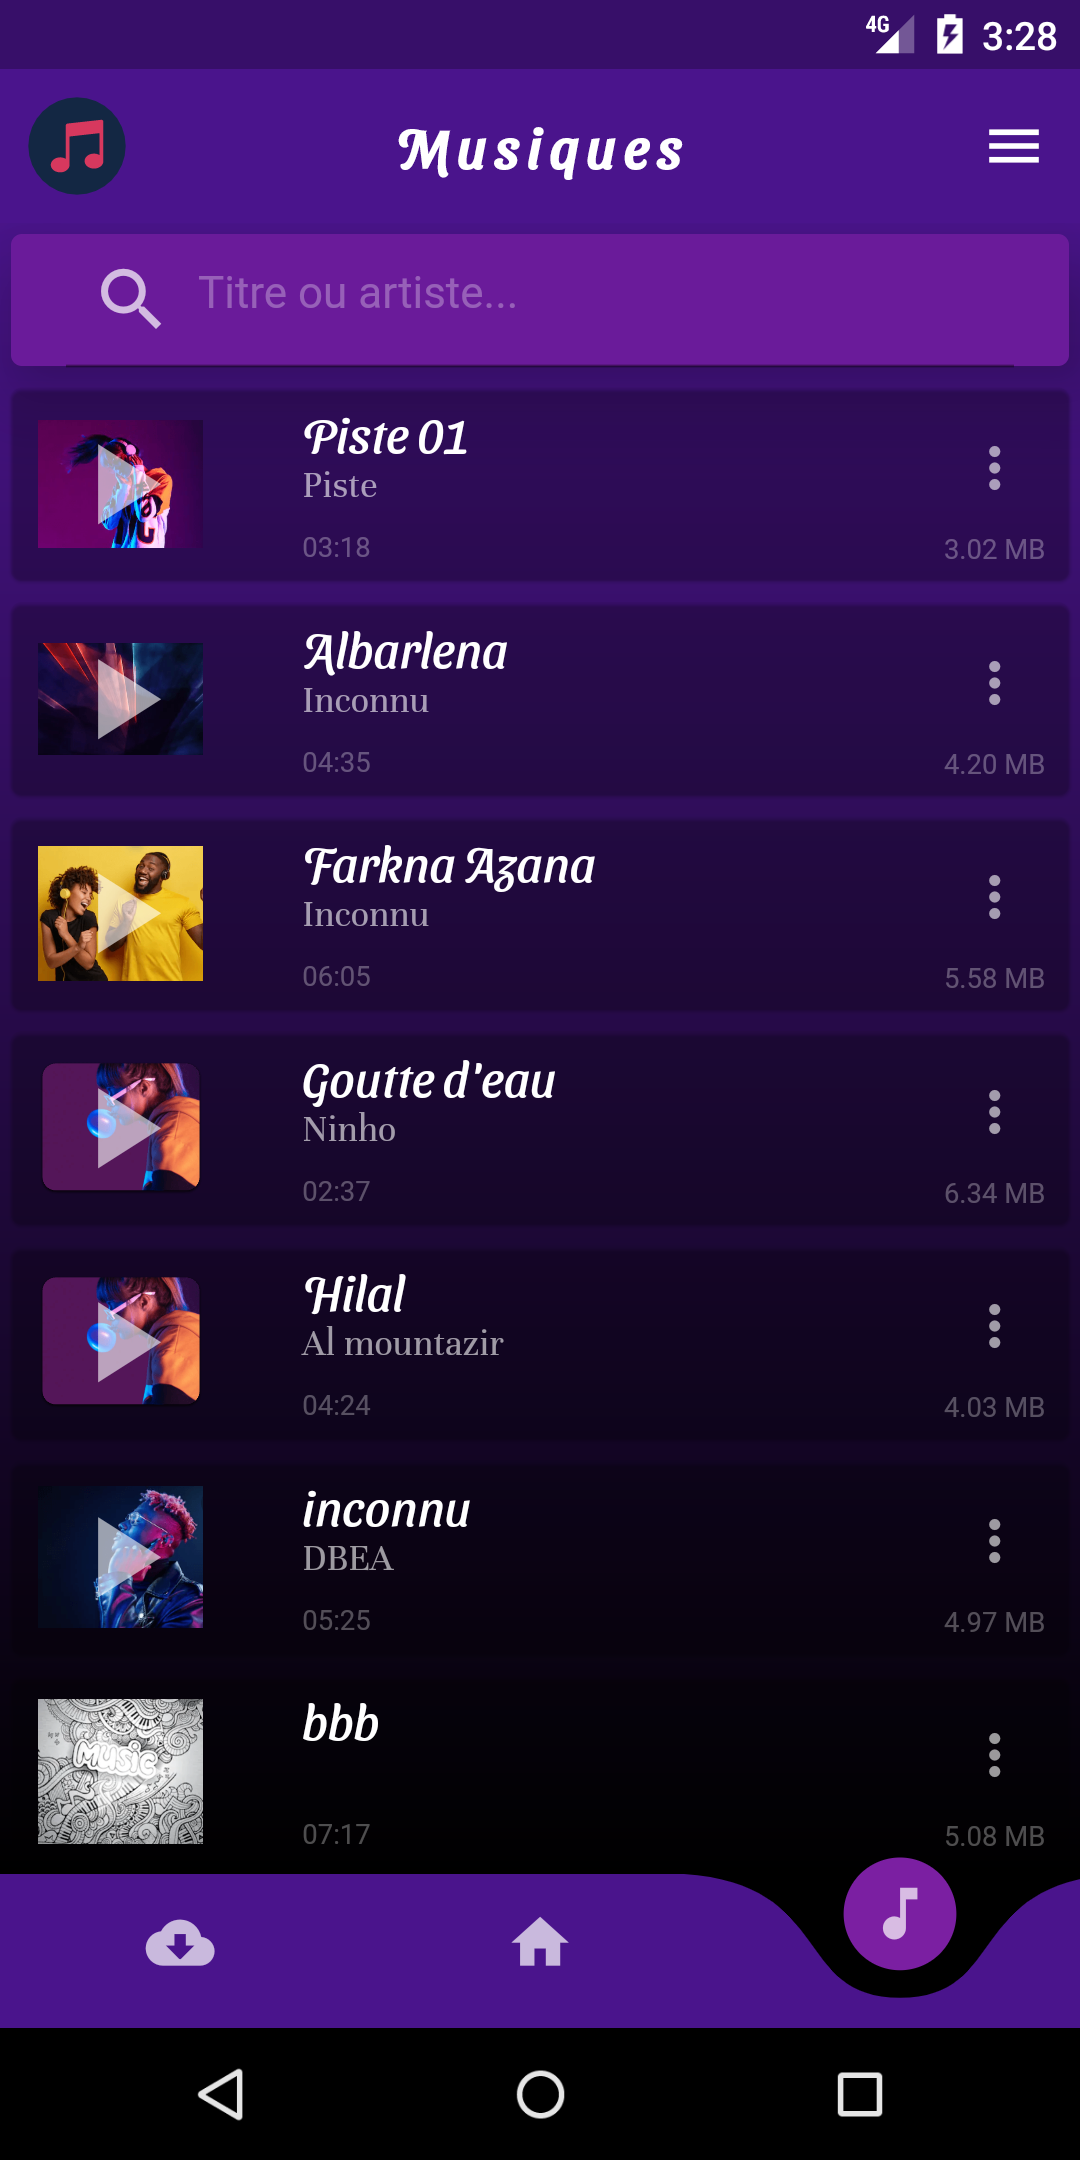 4G 3:28
Musiques
Titre ou artiste...
Piste 01
Piste
03:18
3.02 MB
Albarlena
Inconnu
04:35
4.20 MB
Farkna Azana
Inconnu
06:05
5.58 MB
Goutte d'eau
Ninho
02:37
6.34 MB
Hilal
Al mountazir
04:24
4.03 MB
inconnu
DBEA
05:25
4.97 MB
bbb
MUSIC
07:17
5.08 MB